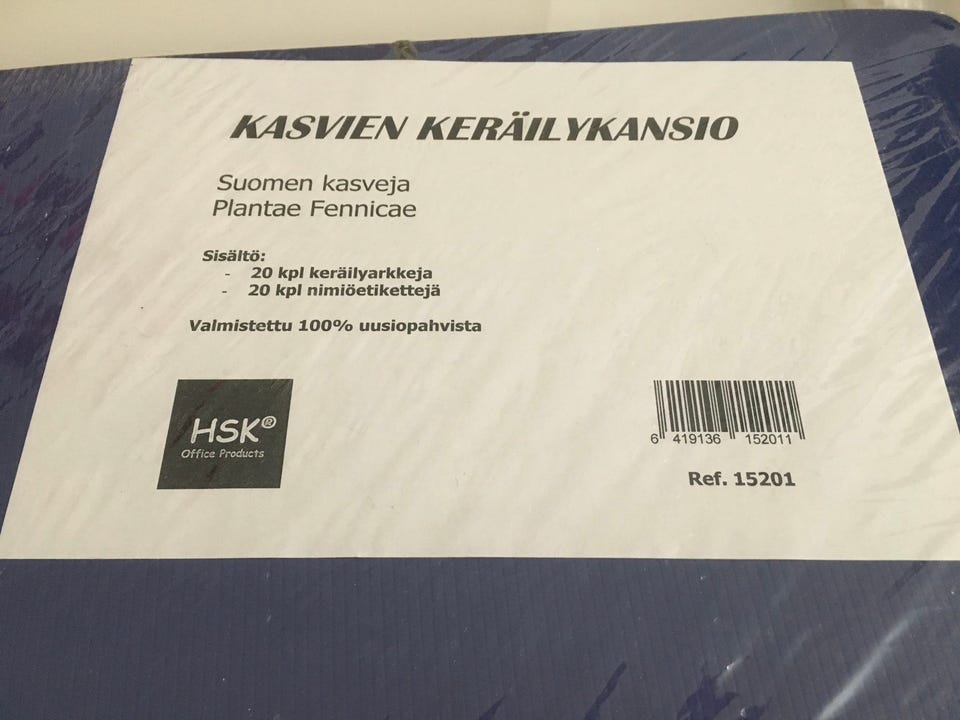 KASVIEN KERÄILYKANSIO
Suomen kasveja
Plantae Fennicae
Sisältö:
- 20 kpl keräilyarkkeja
- 20 kpl nimiöetikettejä
Valmistettu 100% uusiopahvista
HSK®
Office Products
6 419136 152011
Ref. 15201